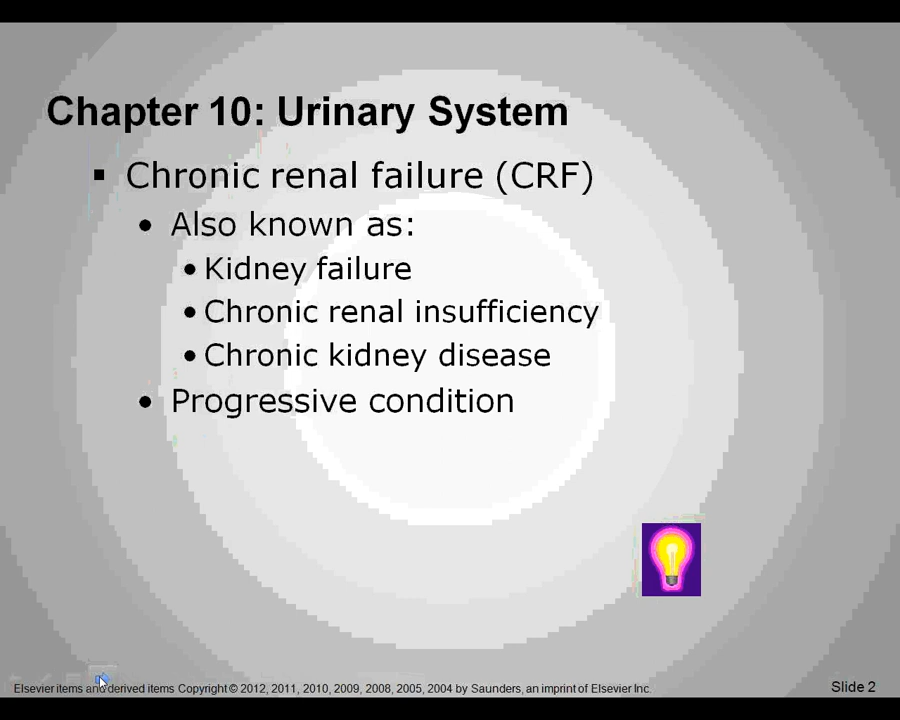 Chapter 10: Urinary System
▪ Chronic renal failure (CRF)
• Also known as:
• Kidney failure
• Chronic renal insufficiency
• Chronic kidney disease
• Progressive condition
Elsevier items and derived items Copyright © 2012, 2011, 2010, 2009, 2008, 2005, 2004 by Saunders, an imprint of Elsevier Inc.
Slide 2